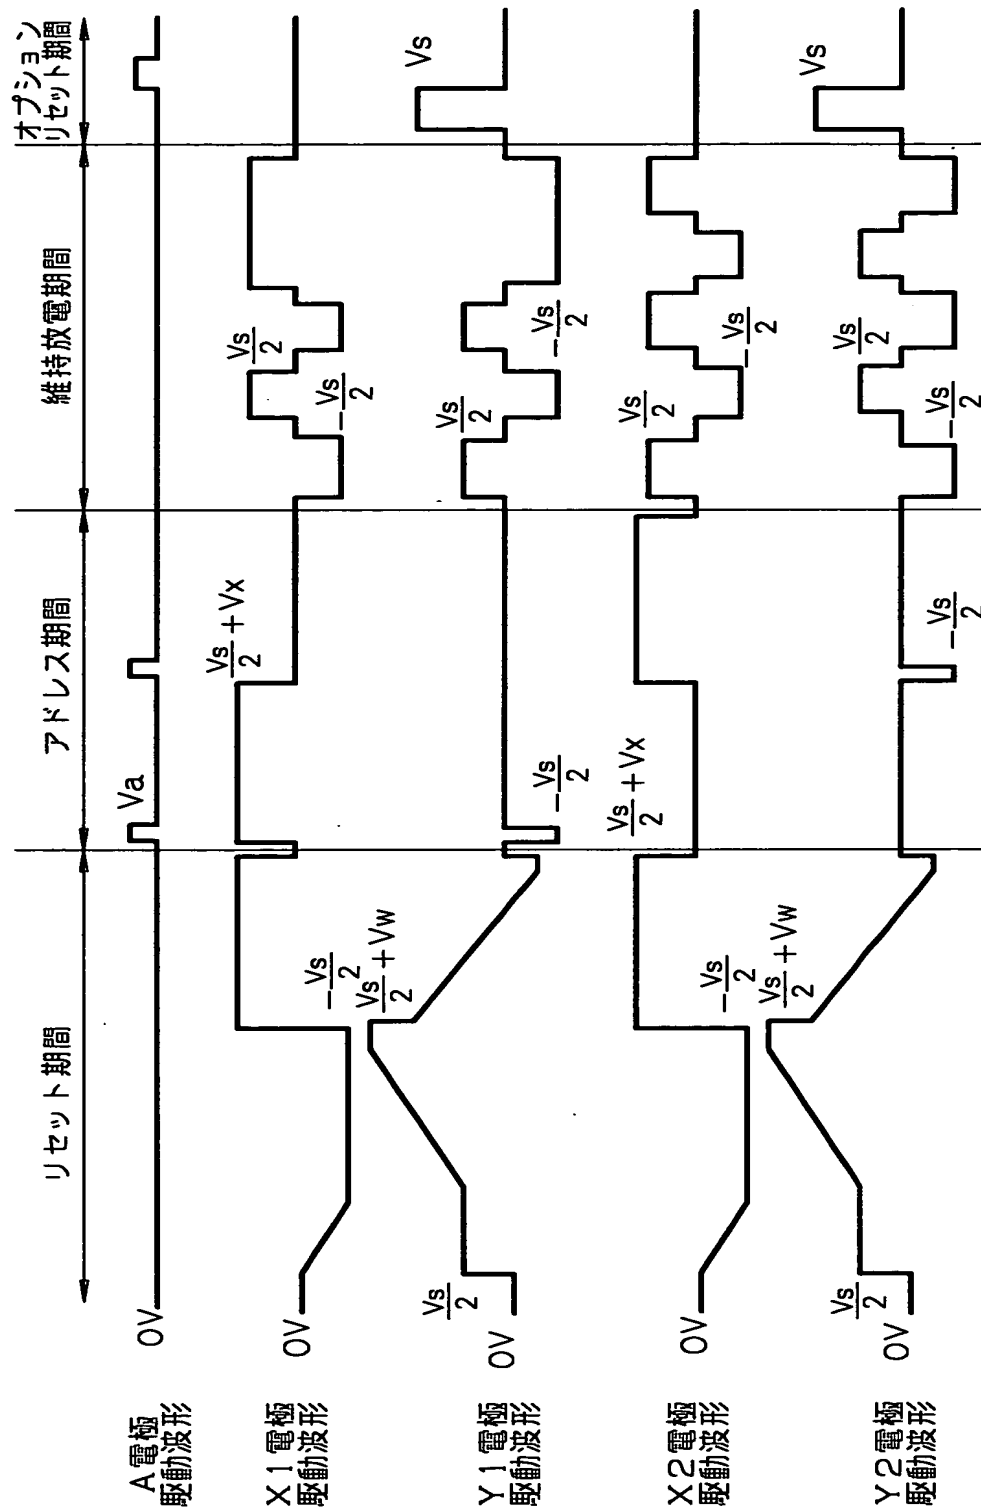 リセット期間
アドレス期間
維持放電期間
オプション
リセット期間
A電極
駆動波形
0V
Va
X1電極
駆動波形
0V
-Vs/2
Vs/2+Vx
-Vs/2
Vs/2
Y1電極
駆動波形
0V
Vs/2
Vs/2+Vw
-Vs/2
Vs/2
-Vs/2
Vs
X2電極
駆動波形
0V
-Vs/2
Vs/2+Vx
Vs/2
-Vs/2
Y2電極
駆動波形
0V
Vs/2
Vs/2+Vw
-Vs/2
-Vs/2
Vs/2
Vs